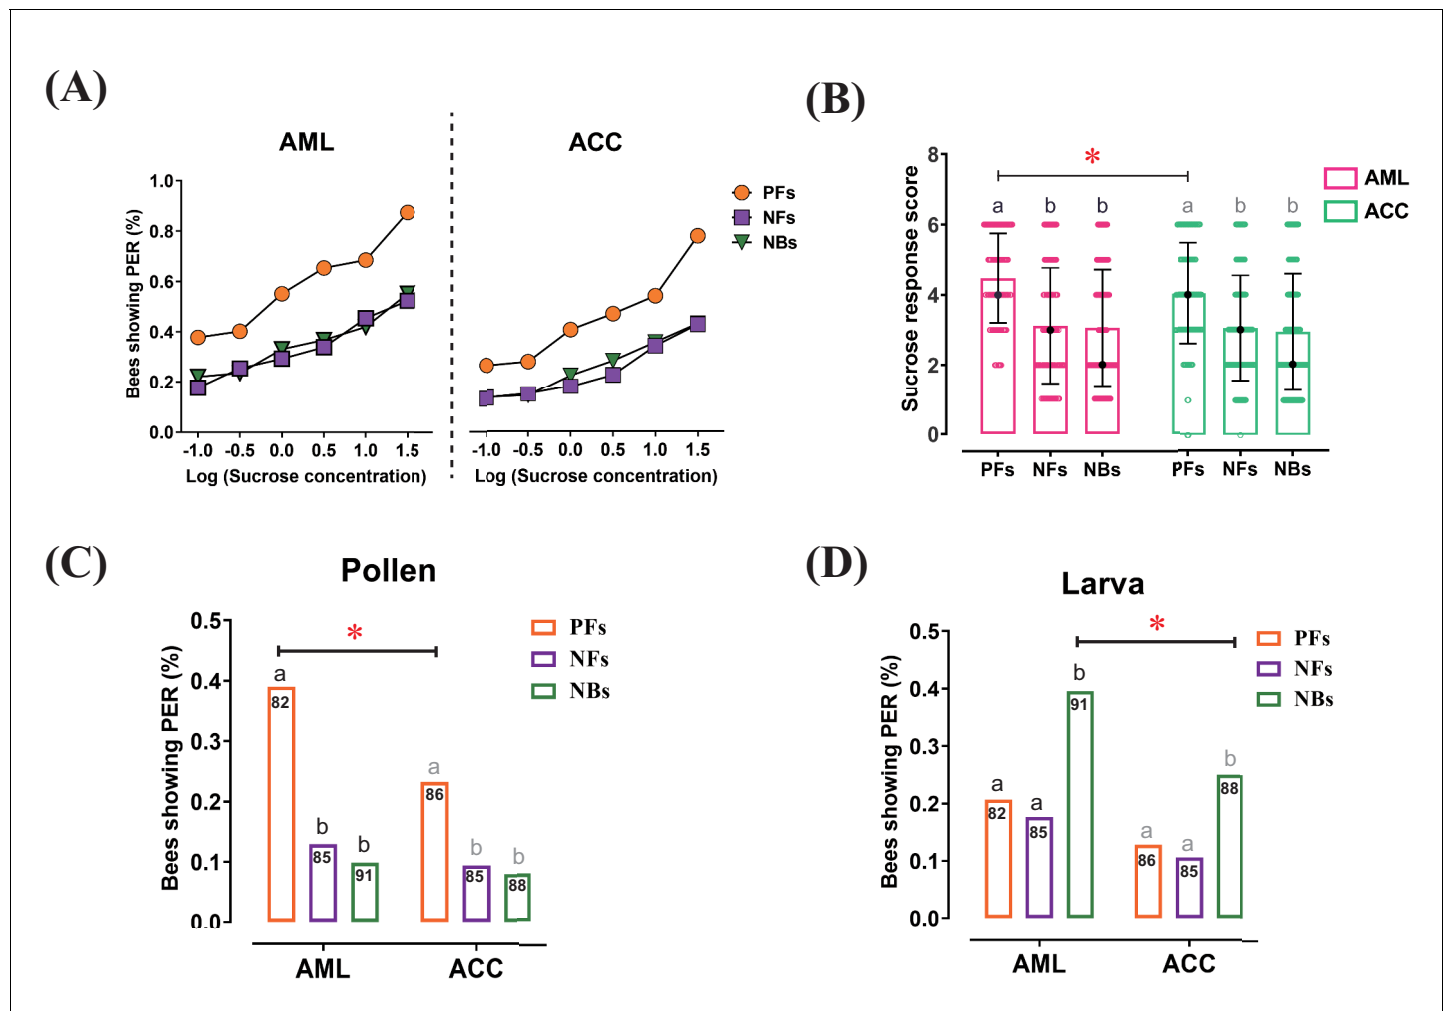 (A)
AML
ACC
Bees showing PER (%)
1.0
0.8
0.6
0.4
0.2
0.0
-1.0 -0.5 0.0 0.5 1.0 1.5
Log (Sucrose concentration)
-1.0 -0.5 0.0 0.5 1.0 1.5
Log (Sucrose concentration)
PFs
NFs
NBs
(B)
Sucrose response score
8
6
4
2
0
*
a b b a b b
PFs NFs NBs PFs NFs NBs
AML
ACC
(C)
Pollen
Bees showing PER (%)
0.5
0.4
0.3
0.2
0.1
0.0
*
a b b a b b
82 85 91 86 85 88
AML ACC
PFs
NFs
NBs
(D)
Larva
Bees showing PER (%)
0.5
0.4
0.3
0.2
0.1
0.0
*
a a b a a b
82 85 91 86 85 88
AML ACC
PFs
NFs
NBs